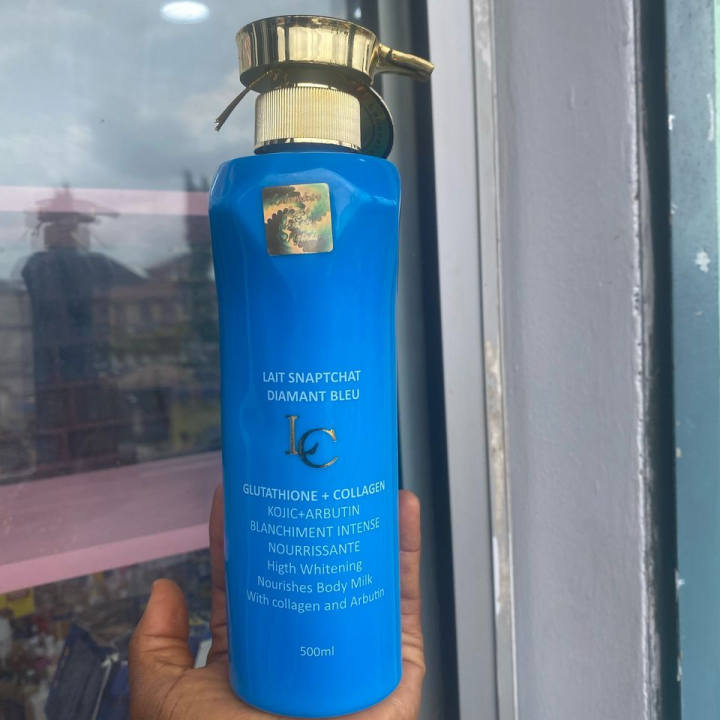 LAIT SNAPTCHAT
DIAMANT BLEU
LC
GLUTATHIONE + COLLAGEN
KOJIC+ARBUTIN
BLANCHIMENT INTENSE
NOURRISSANTE
Higth Whitening
Nourishes Body Milk
With collagen and Arbutin
500ml